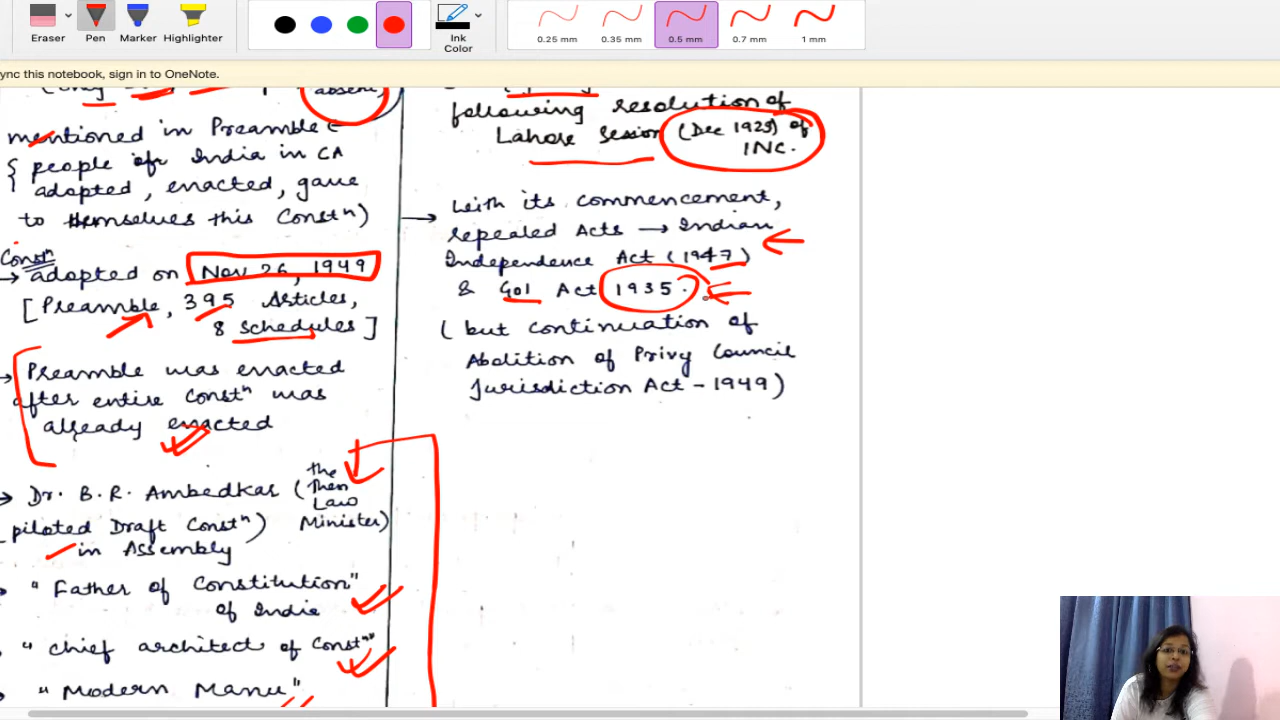 Eraser
Pen
Marker
Highlighter
Ink
Color
0.25 mm
0.35 mm
0.5 mm
0.7 mm
1 mm
ync this notebook, sign in to OneNote.
absent,
mentioned in Preamble
{ people of India in CA
adopted, enacted, gave
to themselves this Constⁿ)
Constⁿ
→ adopted on Nov 26, 1949
[Preamble, 395 Articles,
8 schedules]
→ Preamble was enacted
after entire Constⁿ was
already enacted
→ Dr. B.R. Ambedkar (the
then
Law
Minister)
piloted Draft Constⁿ)
in Assembly
"Father of Constitution"
of India
"chief architect of Constⁿ"
"Modern Manu"
following resolution of
Lahore Session (Dec 1929) of
INC.
→ With its commencement,
repealed Acts → Indian
Independence Act (1947)
& GoI Act 1935.
(but continuation of
Abolition of Privy Council
Jurisdiction Act - 1949)